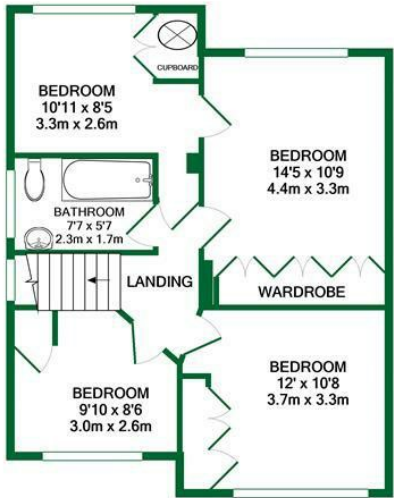 CUPBOARD
BEDROOM
10'11 x 8'5
3.3m x 2.6m
BEDROOM
14'5 x 10'9
4.4m x 3.3m
BATHROOM
7'7 x 5'7
2.3m x 1.7m
LANDING
WARDROBE
BEDROOM
9'10 x 8'6
3.0m x 2.6m
BEDROOM
12' x 10'8
3.7m x 3.3m